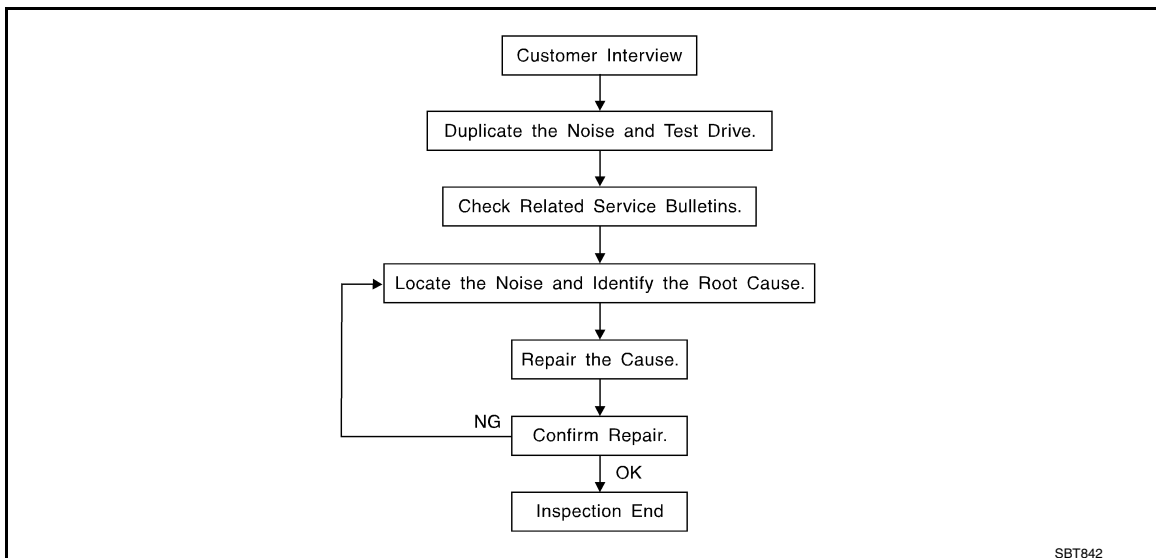 Customer Interview
Duplicate the Noise and Test Drive.
Check Related Service Bulletins.
Locate the Noise and Identify the Root Cause.
Repair the Cause.
NG
Confirm Repair.
OK
Inspection End
SBT842